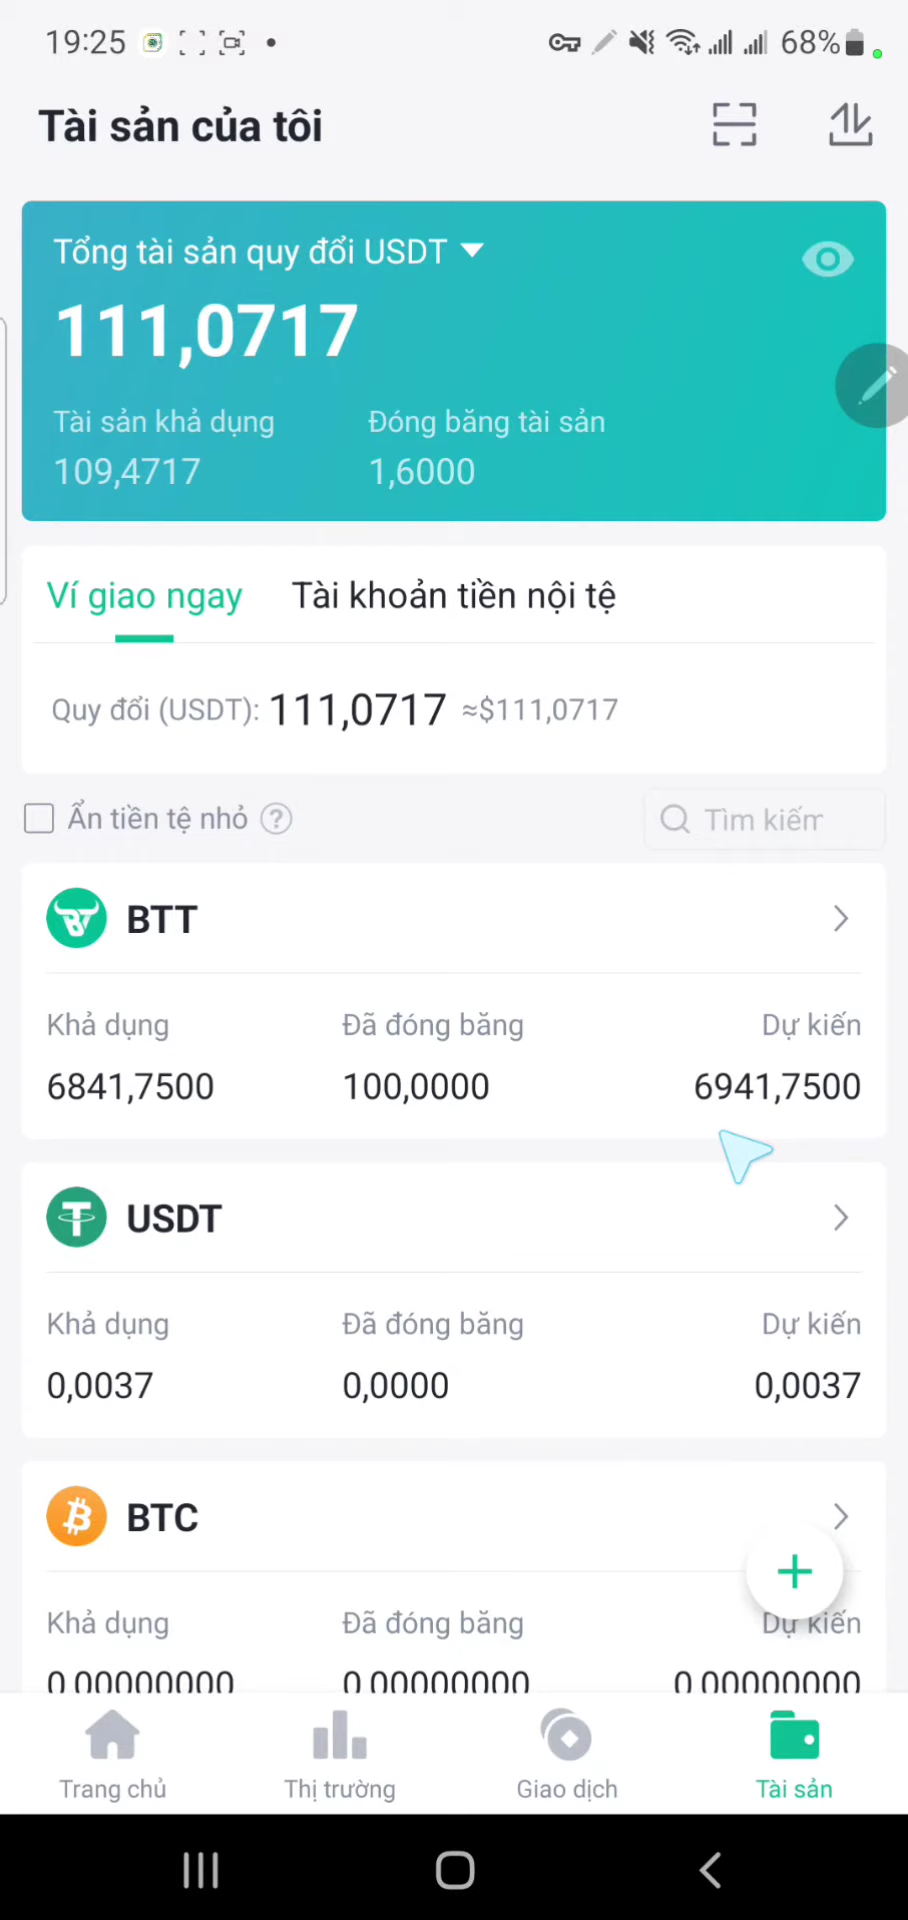 19:25
68%
Tài sản của tôi
Tổng tài sản quy đổi USDT
111,0717
Tài sản khả dụng Đóng băng tài sản
109,4717 1,6000
Ví giao ngay Tài khoản tiền nội tệ
Quy đổi (USDT): 111,0717 ≈$111,0717
Ẩn tiền tệ nhỏ ? Tìm kiếm
BTT
Khả dụng Đã đóng băng Dự kiến
6841,7500 100,0000 6941,7500
USDT
Khả dụng Đã đóng băng Dự kiến
0,0037 0,0000 0,0037
BTC
Khả dụng Đã đóng băng Dự kiến
0,00000000 0,00000000 0,00000000
Trang chủ Thị trường Giao dịch Tài sản